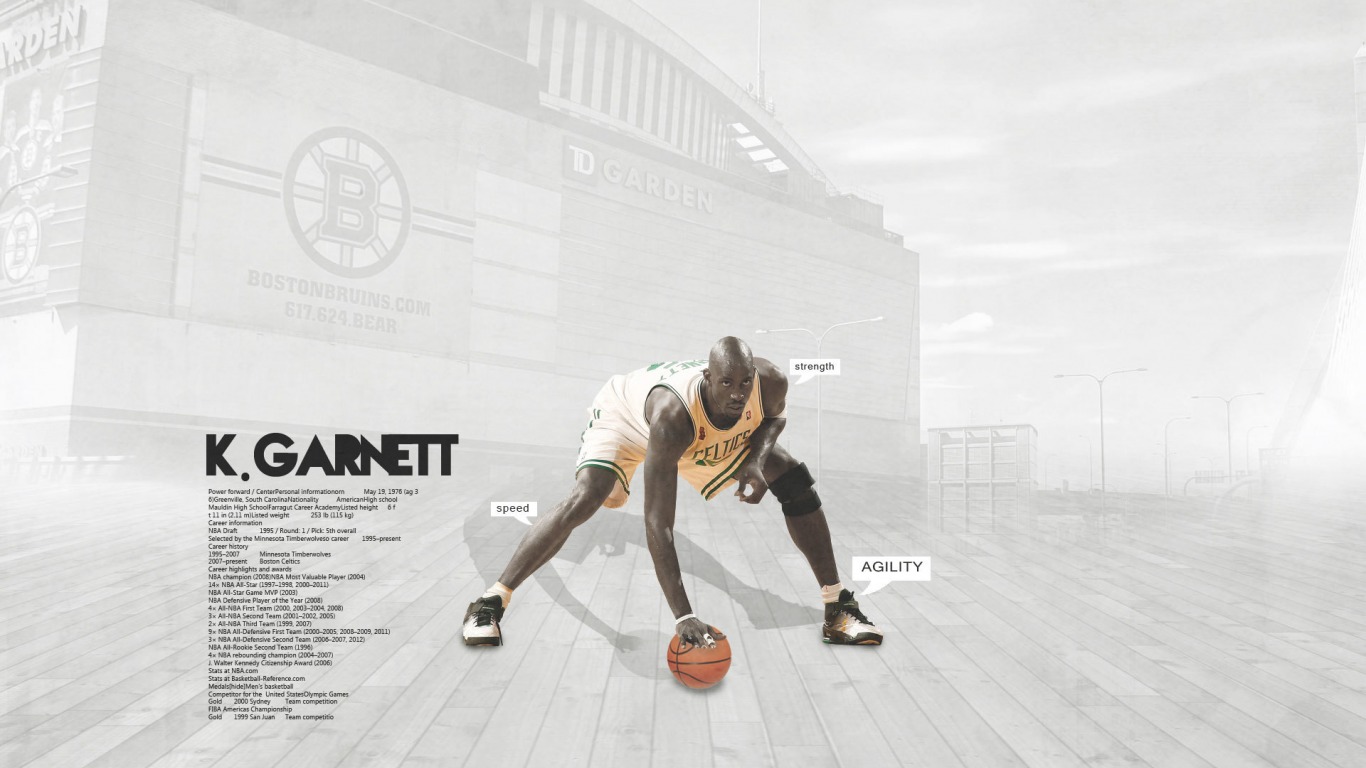 GARDEN
B
TD GARDEN
BOSTONBRUINS.COM
617.624.BEAR
strength
CELTICS
K.GARNETT
Power forward / CenterPersonal informationorn May 19, 1976 (ag 3
6)Greenville, South CarolinaNationality AmericanHigh school
Mauldin High SchoolFarragut Career AcademyListed height 6 f
t 11 in (2.11 m)Listed weight 253 lb (115 kg)
Career information
NBA Draft 1995 / Round: 1 / Pick: 5th overall
Selected by the Minnesota Timberwolveso career 1995–present
Career history
1995–2007 Minnesota Timberwolves
2007–present Boston Celtics
Career highlights and awards
NBA champion (2008)NBA Most Valuable Player (2004)
14× NBA All-Star (1997–1998, 2000–2011)
NBA All-Star Game MVP (2003)
NBA Defensive Player of the Year (2008)
4× All-NBA First Team (2000, 2003–2004, 2008)
3× All-NBA Second Team (2001–2002, 2005)
2× All-NBA Third Team (1999, 2007)
9× NBA All-Defensive First Team (2000–2005, 2008–2009, 2011)
3× NBA All-Defensive Second Team (2006–2007, 2012)
NBA All-Rookie Second Team (1996)
4× NBA rebounding champion (2004–2007)
J. Walter Kennedy Citizenship Award (2006)
Stats at NBA.com
Stats at Basketball-Reference.com
Medals[hide]Men's basketball
Competitor for the United StatesOlympic Games
Gold 2000 Sydney Team competition
FIBA Americas Championship
Gold 1999 San Juan Team competitio
speed
AGILITY